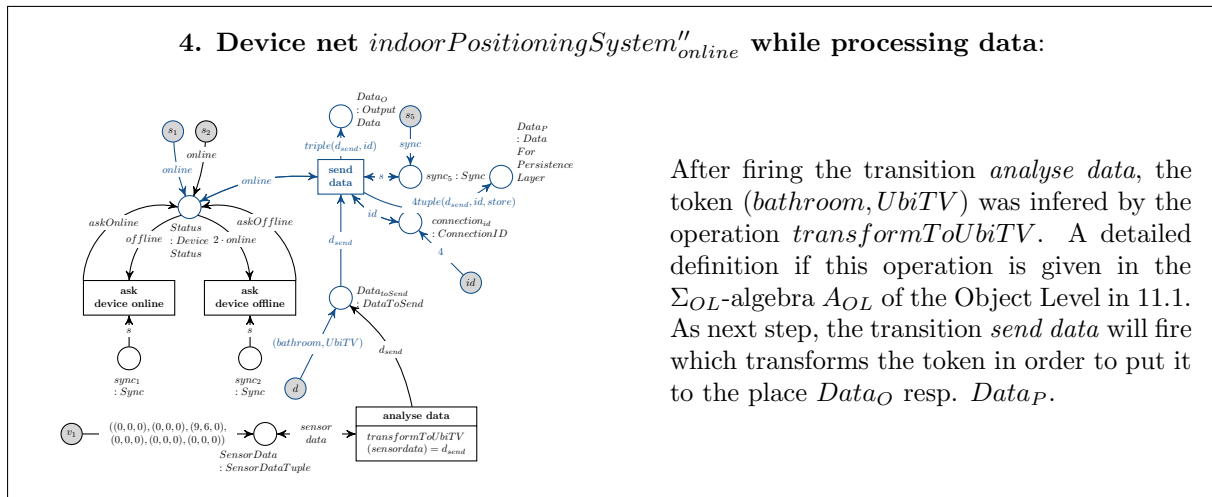 4. Device net indoorPositioningSystem''online while processing data:
DataO
: Output
Data
s1
s2
s5
DataP
: Data
For
Persistence
Layer
triple(dsend, id)
sync
online
online
online
send
data
s
sync5 : Sync
4tuple(dsend, id, store)
askOnline
askOffline
id
connectionid
: ConnectionID
offline
Status
: Device
Status
2 · online
dsend
4
ask
device online
ask
device offline
DatatoSend
: DataToSend
id
s
s
(bathroom, UbiTV)
dsend
sync1
: Sync
sync2
: Sync
d
analyse data
v1
((0, 0, 0), (0, 0, 0), (9, 6, 0),
(0, 0, 0), (0, 0, 0), (0, 0, 0))
sensor
data
transformToUbiTV
(sensordata) = dsend
SensorData
: SensorDataTuple
After firing the transition analyse data, the
token (bathroom, UbiTV) was infered by the
operation transformToUbiTV. A detailed
definition if this operation is given in the
ΣOL-algebra AOL of the Object Level in 11.1.
As next step, the transition send data will fire
which transforms the token in order to put it
to the place DataO resp. DataP.